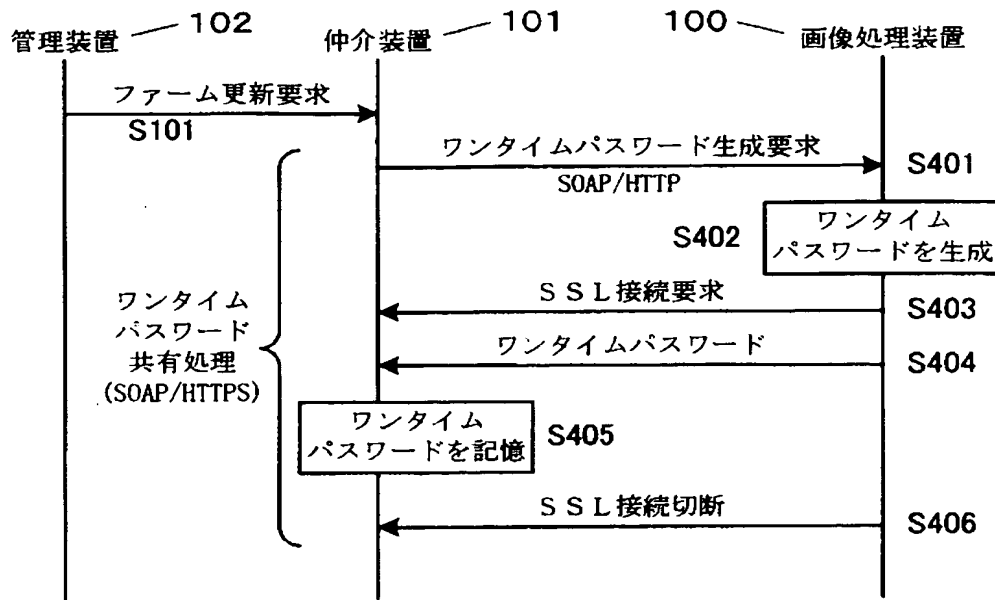 管理装置 102
仲介装置 101
100 画像処理装置
ファーム更新要求
S101
ワンタイムパスワード生成要求
SOAP/HTTP
S401
S402
ワンタイム
パスワードを生成
SSL接続要求
S403
ワンタイムパスワード
S404
ワンタイム
パスワード
共有処理
(SOAP/HTTPS)
ワンタイム
パスワードを記憶
S405
SSL接続切断
S406